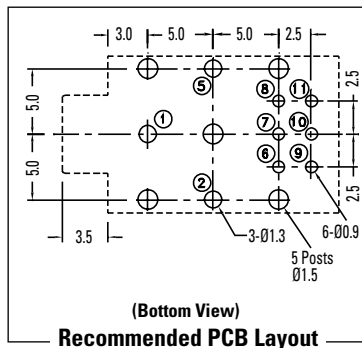 3.0 5.0 5.0 2.5
5.0
5.0
3.5
2.5
2.5
⑤
⑧ ⑪
①
⑦ ⑩
⑥ ⑨
②
3-Ø1.3
6-Ø0.9
5 Posts
Ø1.5
(Bottom View)
Recommended PCB Layout